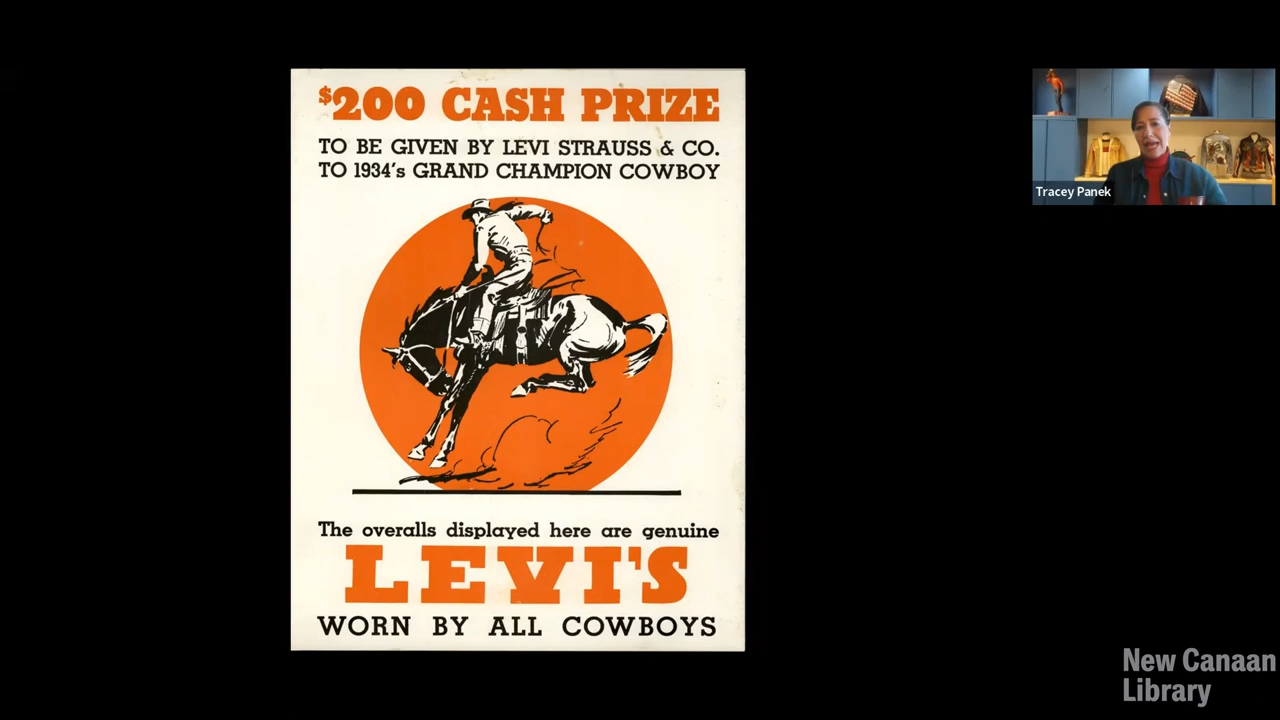 $200 CASH PRIZE
TO BE GIVEN BY LEVI STRAUSS & CO.
TO 1934's GRAND CHAMPION COWBOY
The overalls displayed here are genuine
LEVI'S
WORN BY ALL COWBOYS
Tracey Panek
New Canaan
Library